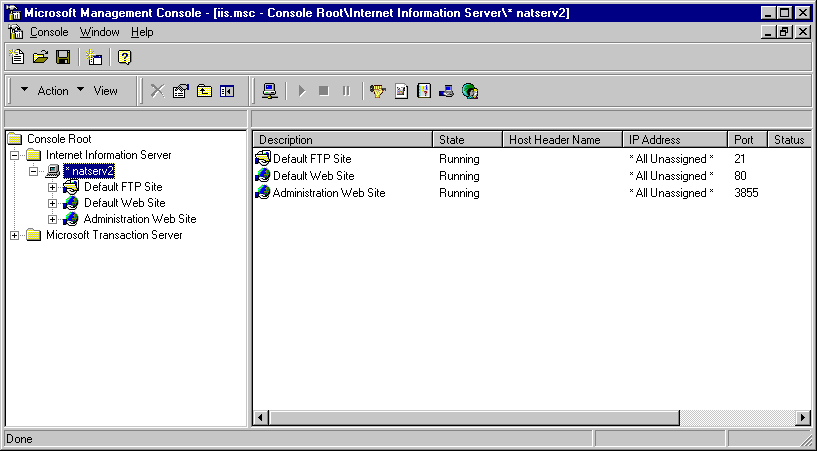 Microsoft Management Console - [iis.msc - Console Root\Internet Information Server\* natserv2]
Console Window Help
Action View
Console Root
Internet Information Server
* natserv2
Default FTP Site
Default Web Site
Administration Web Site
Microsoft Transaction Server
Description State Host Header Name IP Address Port Status
Default FTP Site Running * All Unassigned * 21
Default Web Site Running * All Unassigned * 80
Administration Web Site Running * All Unassigned * 3855
Done